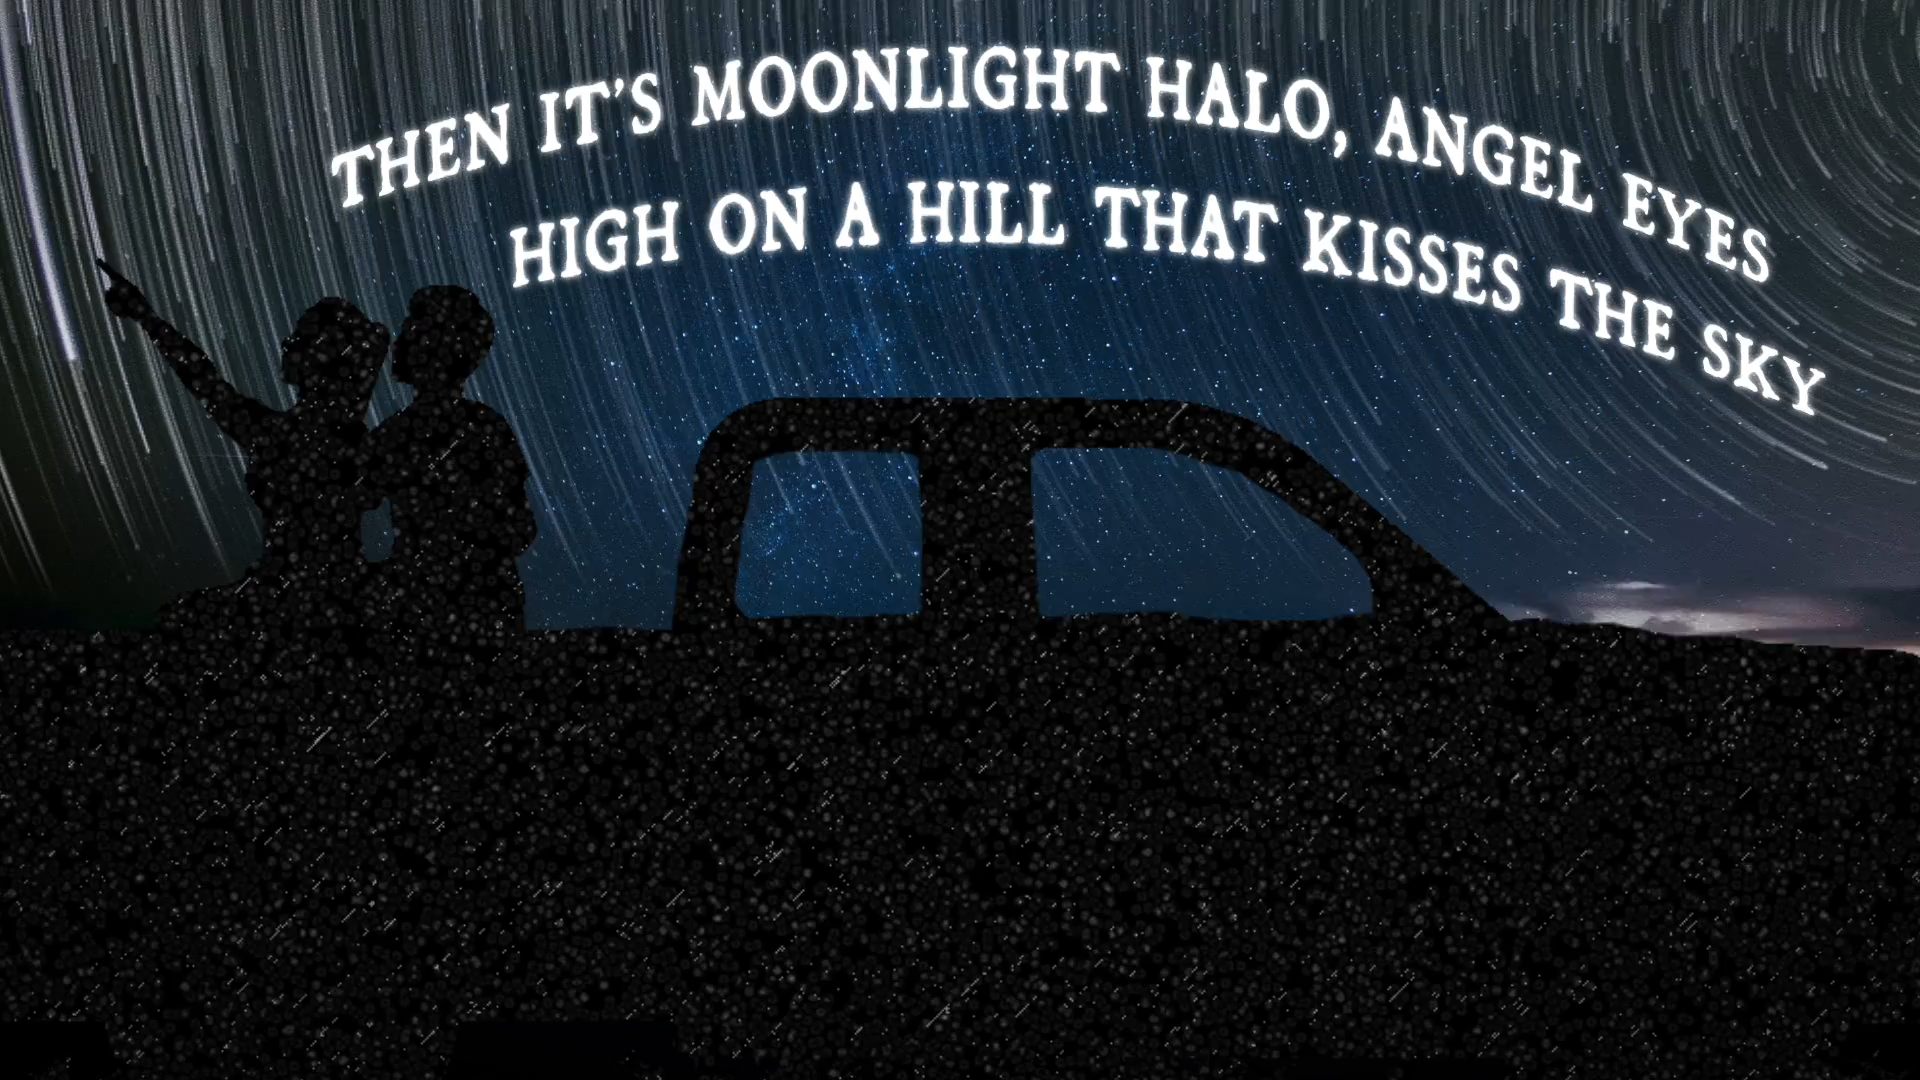 THEN IT'S MOONLIGHT HALO, ANGEL EYES
HIGH ON A HILL THAT KISSES THE SKY